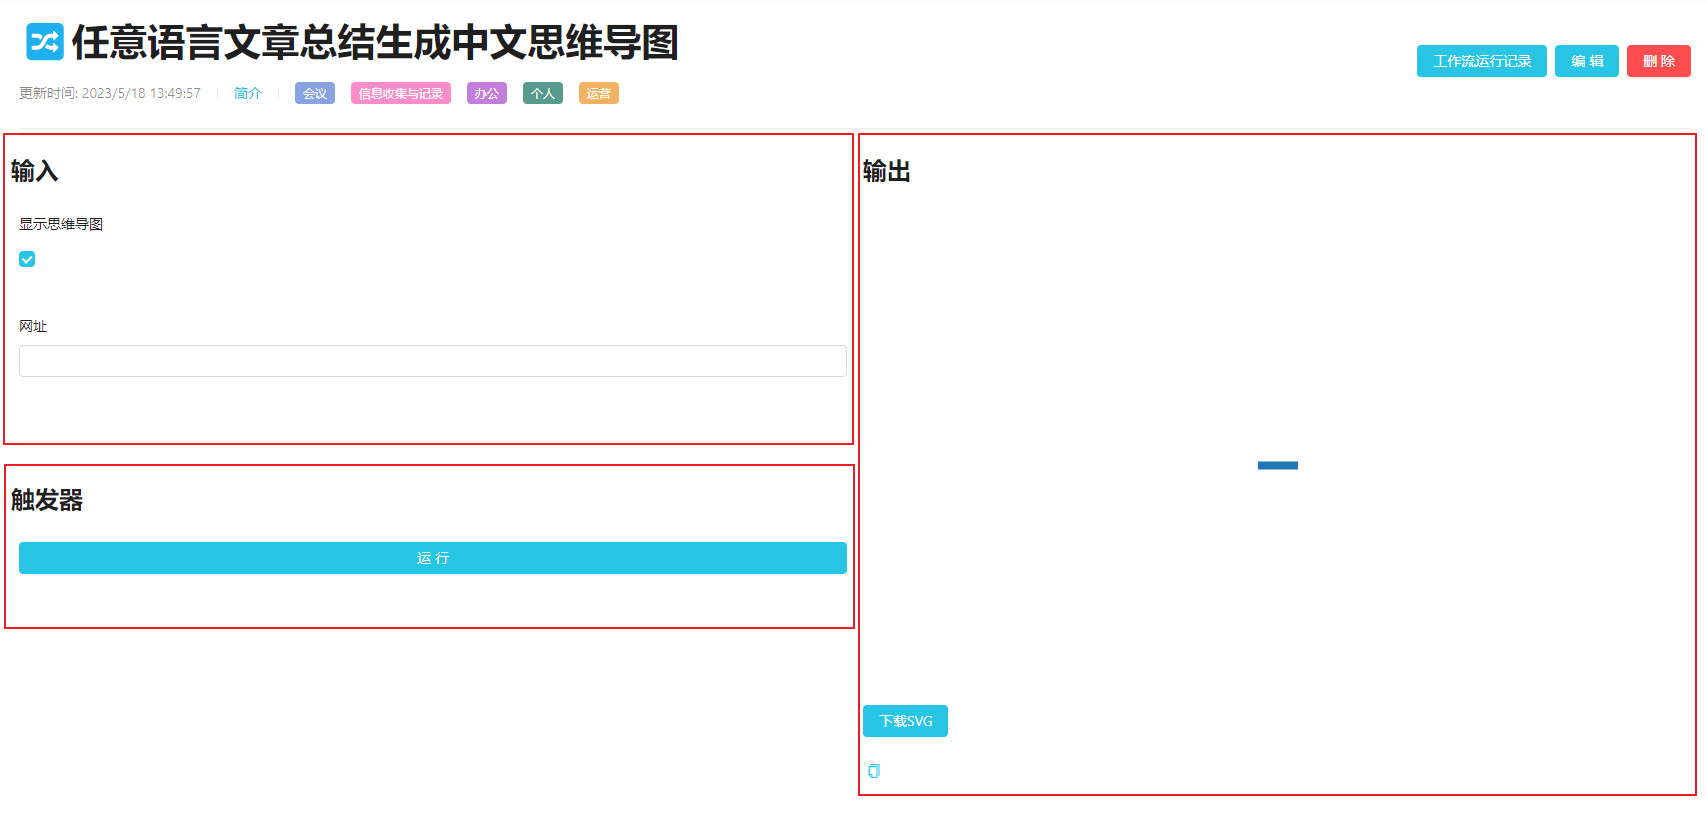 任意语言文章总结生成中文思维导图
工作流运行记录 编 辑 删 除
更新时间: 2023/5/18 13:49:57 简介 会议 信息收集与记录 办公 个人 运营
输入
显示思维导图
网址
触发器
运 行
输出
下载SVG